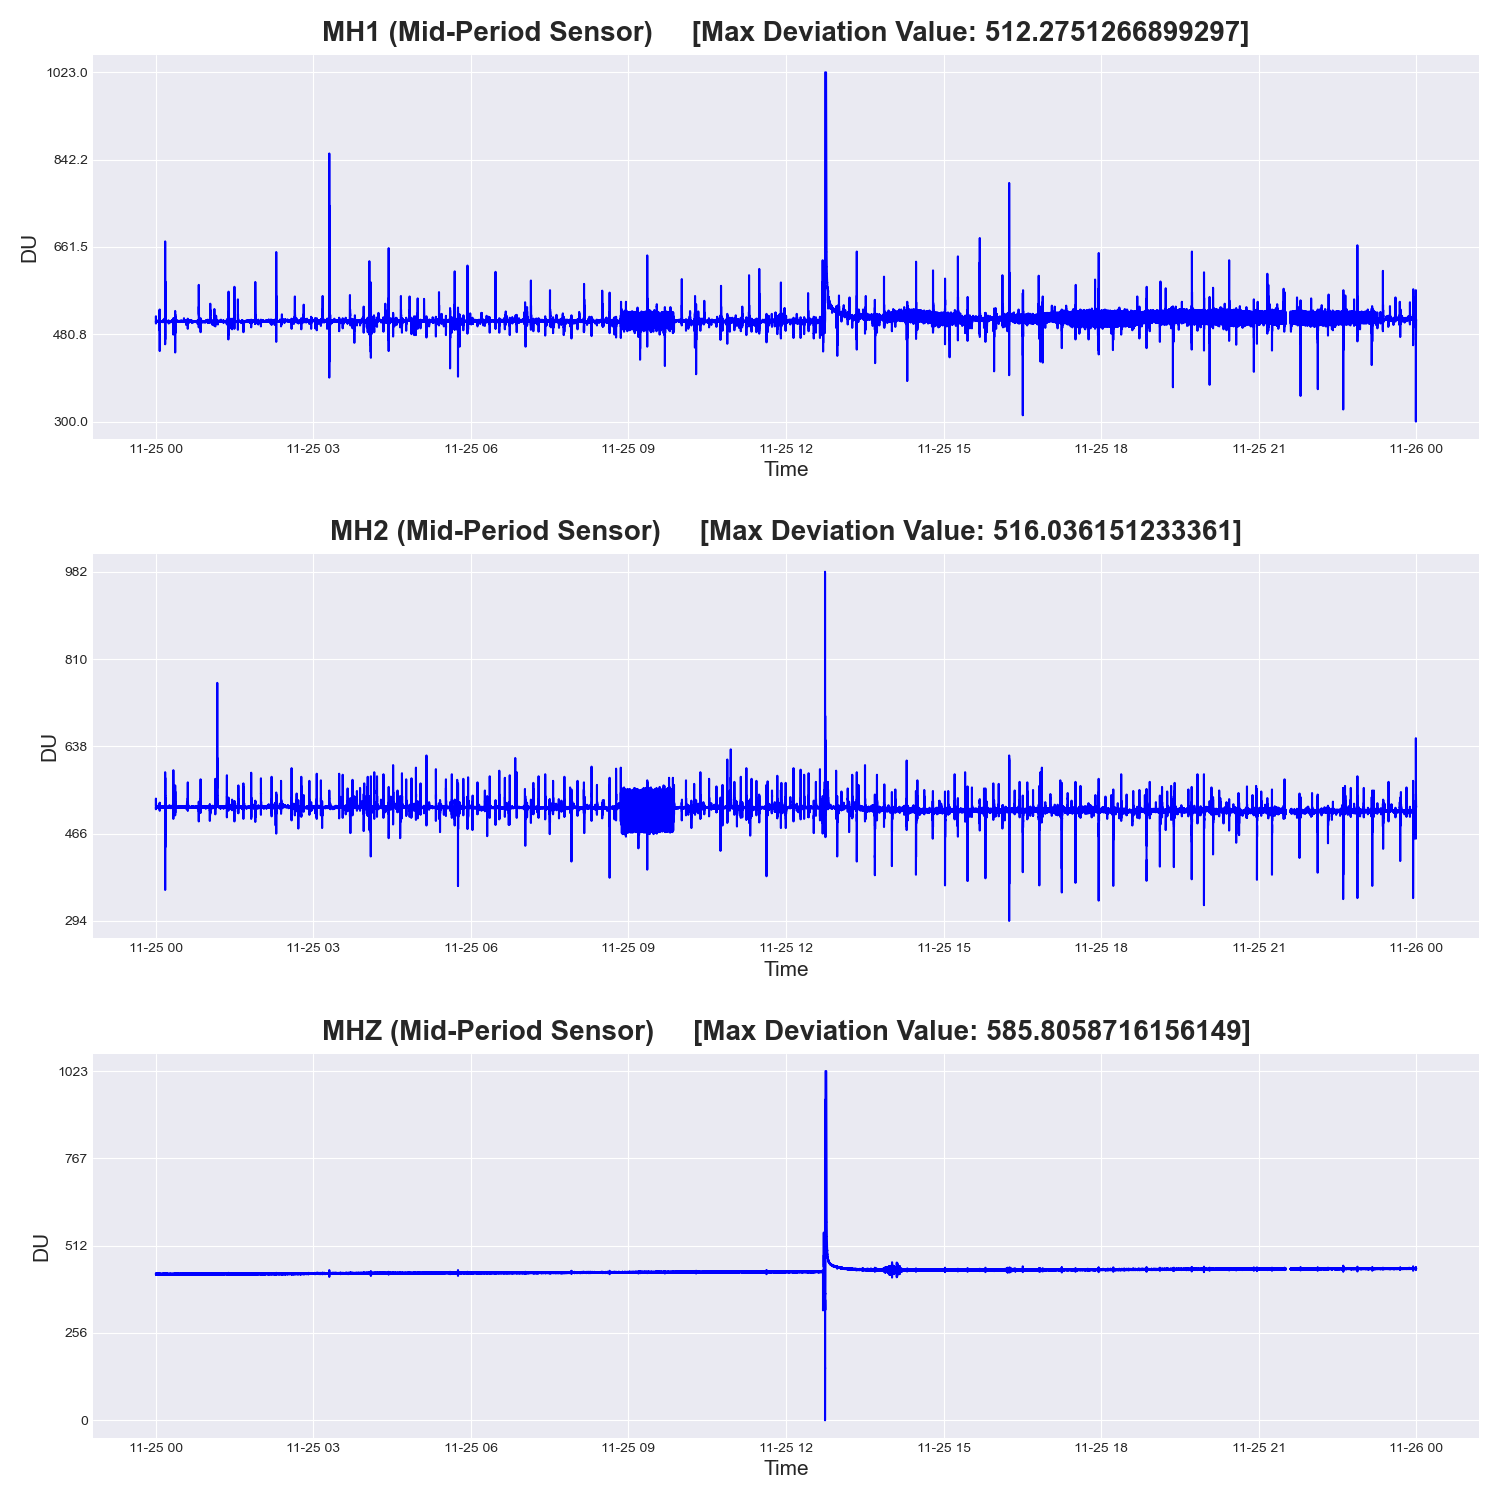 MH1 (Mid-Period Sensor) [Max Deviation Value: 512.2751266899297]
1023.0
842.2
661.5
480.8
300.0
DU
11-25 00 11-25 03 11-25 06 11-25 09 11-25 12 11-25 15 11-25 18 11-25 21 11-26 00
Time
MH2 (Mid-Period Sensor) [Max Deviation Value: 516.036151233361]
982
810
638
466
294
DU
11-25 00 11-25 03 11-25 06 11-25 09 11-25 12 11-25 15 11-25 18 11-25 21 11-26 00
Time
MHZ (Mid-Period Sensor) [Max Deviation Value: 585.8058716156149]
1023
767
512
256
0
DU
11-25 00 11-25 03 11-25 06 11-25 09 11-25 12 11-25 15 11-25 18 11-25 21 11-26 00
Time